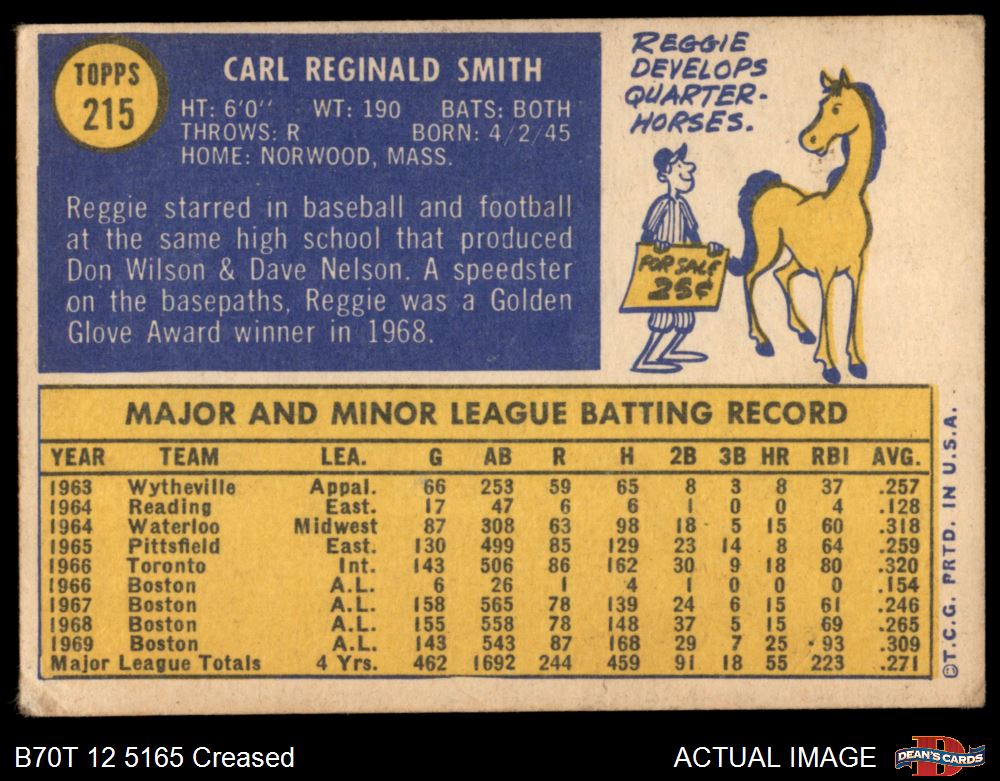 TOPPS
215
CARL REGINALD SMITH
HT: 6'0" WT: 190 BATS: BOTH
THROWS: R BORN: 4/2/45
HOME: NORWOOD, MASS.
Reggie starred in baseball and football
at the same high school that produced
Don Wilson & Dave Nelson. A speedster
on the basepaths, Reggie was a Golden
Glove Award winner in 1968.
REGGIE
DEVELOPS
QUARTER-
HORSES.
FOR SALE
25¢
MAJOR AND MINOR LEAGUE BATTING RECORD
YEAR TEAM LEA. G AB R H 2B 3B HR RBI AVG.
1963 Wytheville Appal. 66 253 59 65 8 3 8 37 .257
1964 Reading East. 17 47 6 6 1 0 0 4 .128
1964 Waterloo Midwest 87 308 63 98 18 5 15 60 .318
1965 Pittsfield East. 130 499 85 129 23 14 8 64 .259
1966 Toronto Int. 143 506 86 162 30 9 18 80 .320
1966 Boston A.L. 6 26 1 4 1 0 0 0 .154
1967 Boston A.L. 158 565 78 139 24 6 15 61 .246
1968 Boston A.L. 155 558 78 148 37 5 15 69 .265
1969 Boston A.L. 143 543 87 168 29 7 25 93 .309
Major League Totals 4 Yrs. 462 1692 244 459 91 18 55 223 .271
©T.C.G. PRTD. IN U.S.A.
B70T 12 5165 Creased
ACTUAL IMAGE
D
DEAN'S CARDS